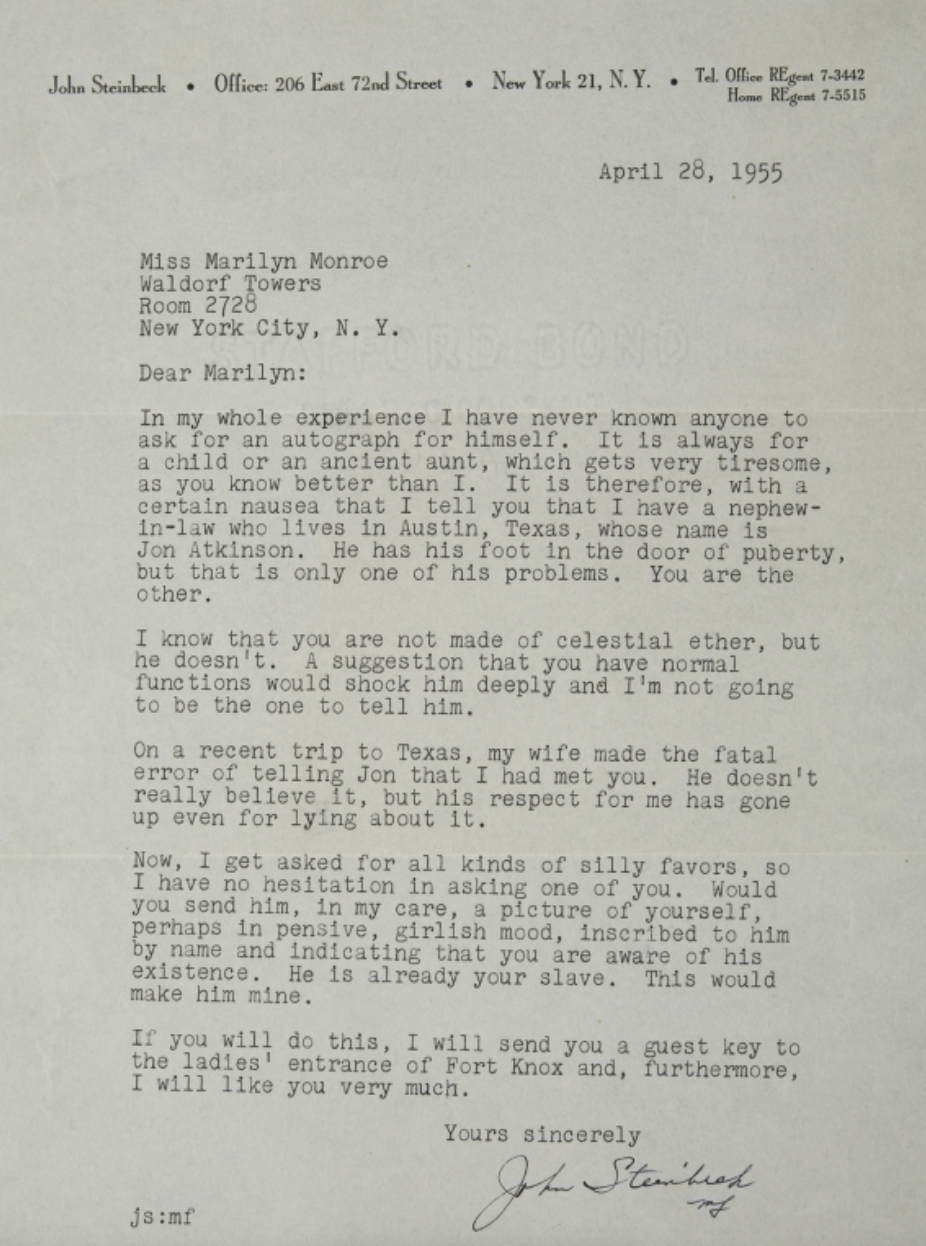 John Steinbeck • Office: 206 East 72nd Street • New York 21, N. Y. • Tel. Office REgent 7-3442
Home REgent 7-5515
April 28, 1955
Miss Marilyn Monroe
Waldorf Towers
Room 2728
New York City, N. Y.
STAFFORD BOND
Dear Marilyn:
In my whole experience I have never known anyone to
ask for an autograph for himself. It is always for
a child or an ancient aunt, which gets very tiresome,
as you know better than I. It is therefore, with a
certain nausea that I tell you that I have a nephew-
in-law who lives in Austin, Texas, whose name is
Jon Atkinson. He has his foot in the door of puberty,
but that is only one of his problems. You are the
other.
I know that you are not made of celestial ether, but
he doesn't. A suggestion that you have normal
functions would shock him deeply and I'm not going
to be the one to tell him.
On a recent trip to Texas, my wife made the fatal
error of telling Jon that I had met you. He doesn't
really believe it, but his respect for me has gone
up even for lying about it.
Now, I get asked for all kinds of silly favors, so
I have no hesitation in asking one of you. Would
you send him, in my care, a picture of yourself,
perhaps in pensive, girlish mood, inscribed to him
by name and indicating that you are aware of his
existence. He is already your slave. This would
make him mine.
If you will do this, I will send you a guest key to
the ladies' entrance of Fort Knox and, furthermore,
I will like you very much.
Yours sincerely
John Steinbeck
mf
js:mf